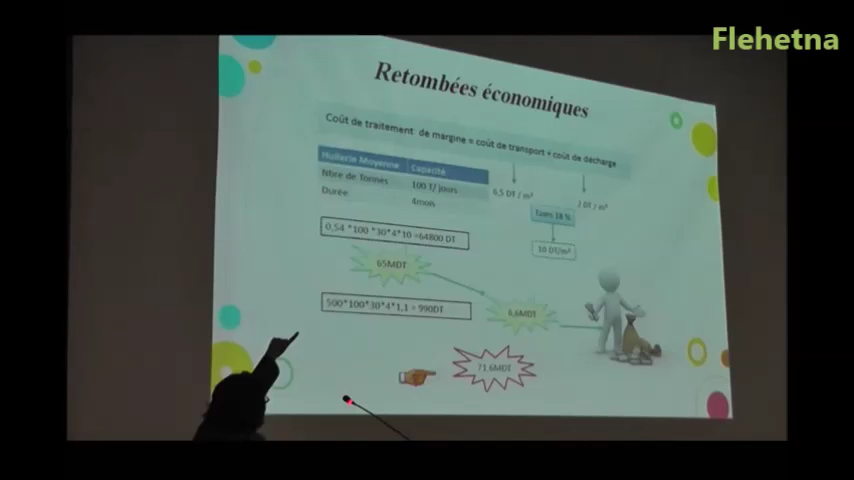 Flehetna
Retombées économiques
Coût de traitement: de margine = coût de transport + coût de décharge
Huilerie Moyenne Capacité
Nbre de Tonnes 100 T/ jours
Durée 4mois
6,5 DT / m³
DT / m³
18 %
10 DT/m³
0,54 *100 *30*4*10 =64800 DT
65MDT
500*100*30*4*1,1 = 990DT
6,6MDT
71,6MDT